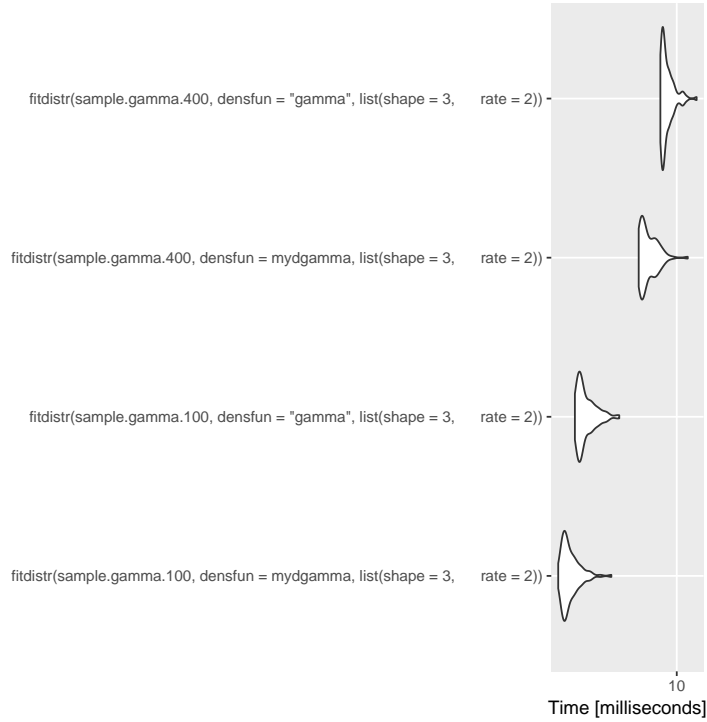 fitdistr(sample.gamma.400, densfun = "gamma", list(shape = 3,      rate = 2))
fitdistr(sample.gamma.400, densfun = mydgamma, list(shape = 3,      rate = 2))
fitdistr(sample.gamma.100, densfun = "gamma", list(shape = 3,      rate = 2))
fitdistr(sample.gamma.100, densfun = mydgamma, list(shape = 3,      rate = 2))
10
Time [milliseconds]